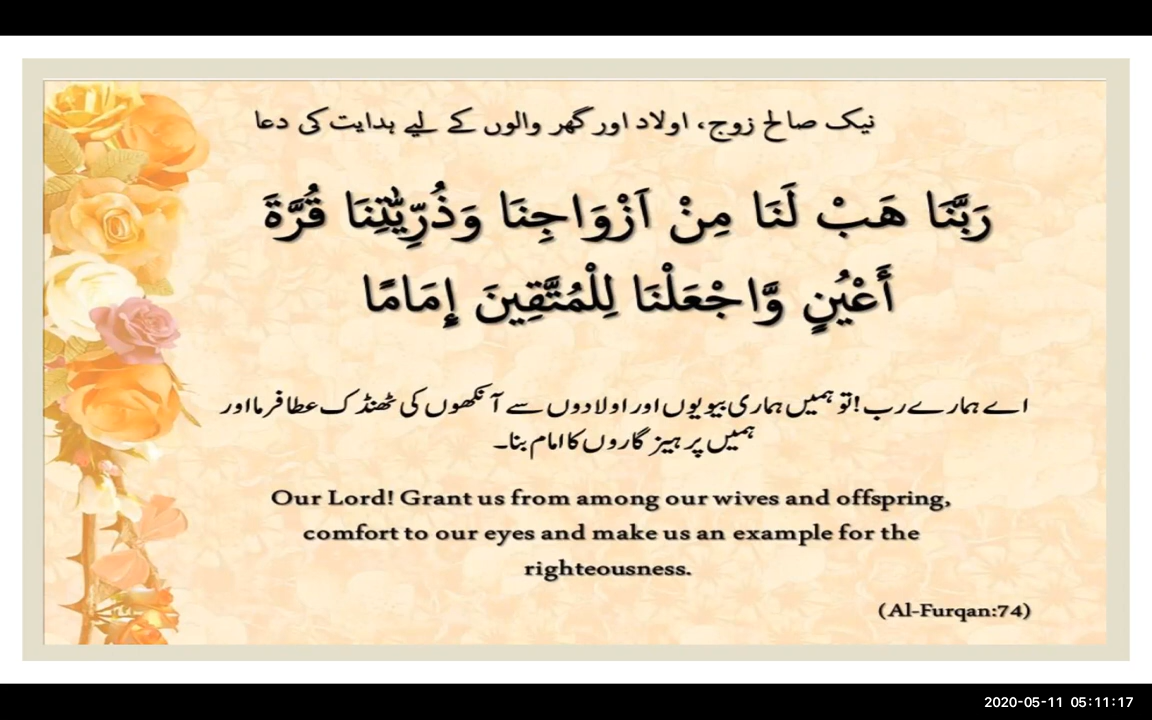 نیک صالح زوج، اولاد اور گھر والوں کے لیے ہدایت کی دعا
رَبَّنَا هَبْ لَنَا مِنْ اَزْوَاجِنَا وَذُرِّيّٰتِنَا قُرَّةَ
أَعْيُنٍ وَّاجْعَلْنَا لِلْمُتَّقِينَ إِمَامًا
اے ہمارے رب! تو ہمیں ہماری بیویوں اور اولادوں سے آنکھوں کی ٹھنڈک عطا فرما اور
ہمیں پرہیز گاروں کا امام بنا۔
Our Lord! Grant us from among our wives and offspring,
comfort to our eyes and make us an example for the
righteousness.
(Al-Furqan:74)
2020-05-11 05:11:17